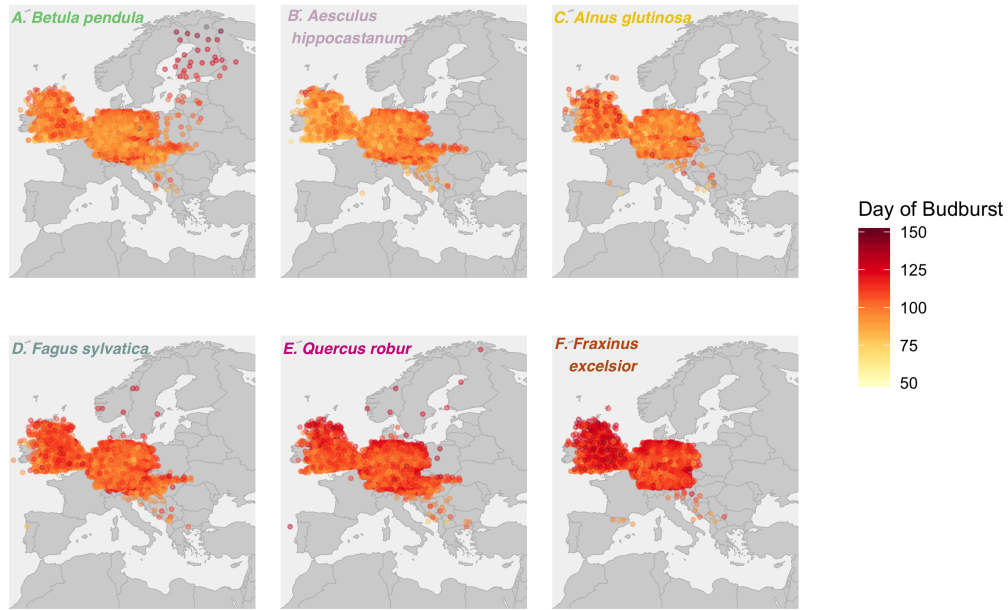 A. Betula pendula
B. Aesculus
hippocastanum
C. Alnus glutinosa
Day of Budburst
150
125
100
75
50
D. Fagus sylvatica
E. Quercus robur
F. Fraxinus
excelsior